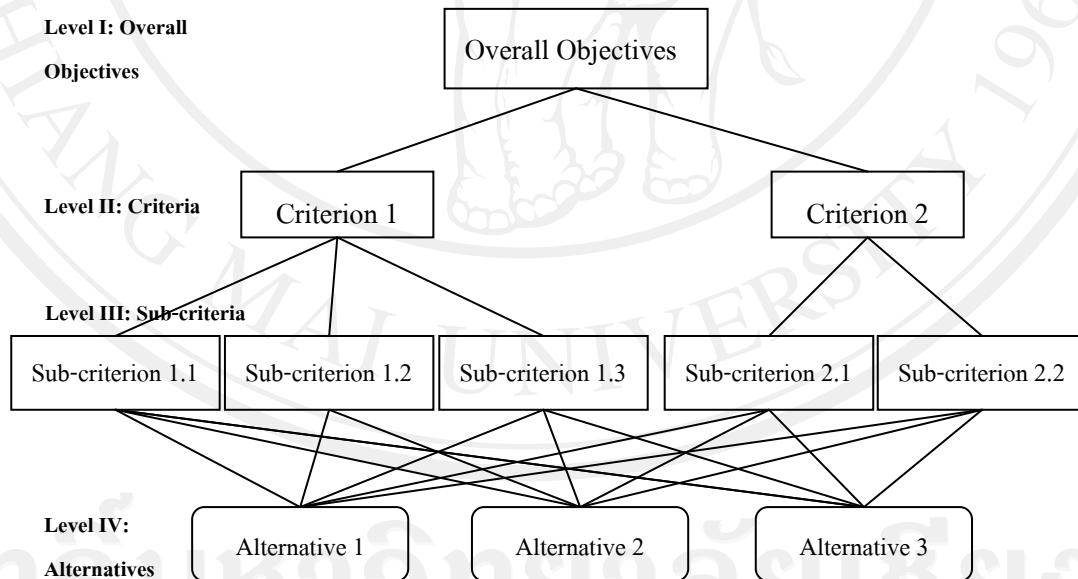 Level I: Overall
Objectives
Overall Objectives
Level II: Criteria
Criterion 1
Criterion 2
Level III: Sub-criteria
Sub-criterion 1.1
Sub-criterion 1.2
Sub-criterion 1.3
Sub-criterion 2.1
Sub-criterion 2.2
Level IV:
Alternatives
Alternative 1
Alternative 2
Alternative 3
MAI UNIVERSITY